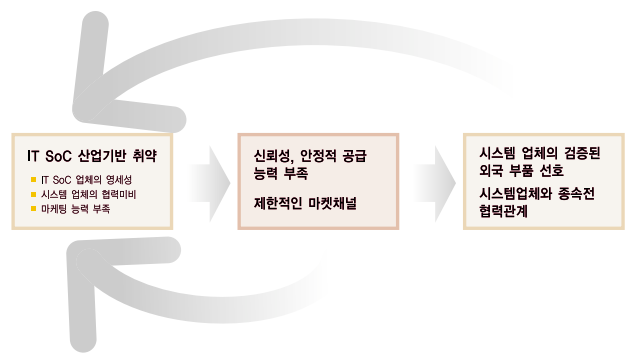 IT SoC 산업기반 취약
IT SoC 업체의 영세성
시스템 업체의 협력미비
마케팅 능력 부족
신뢰성, 안정적 공급
능력 부족
제한적인 마켓채널
시스템 업체의 검증된
외국 부품 선호
시스템업체와 종속전
협력관계